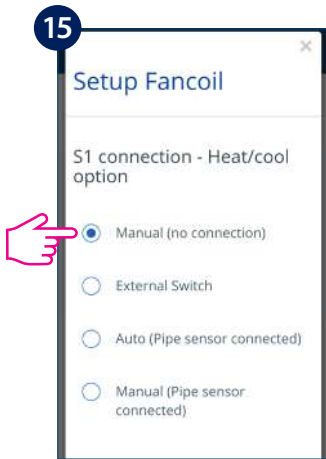 15
×
Setup Fancoil
S1 connection - Heat/cool
option
Manual (no connection)
External Switch
Auto (Pipe sensor connected)
Manual (Pipe sensor
connected)